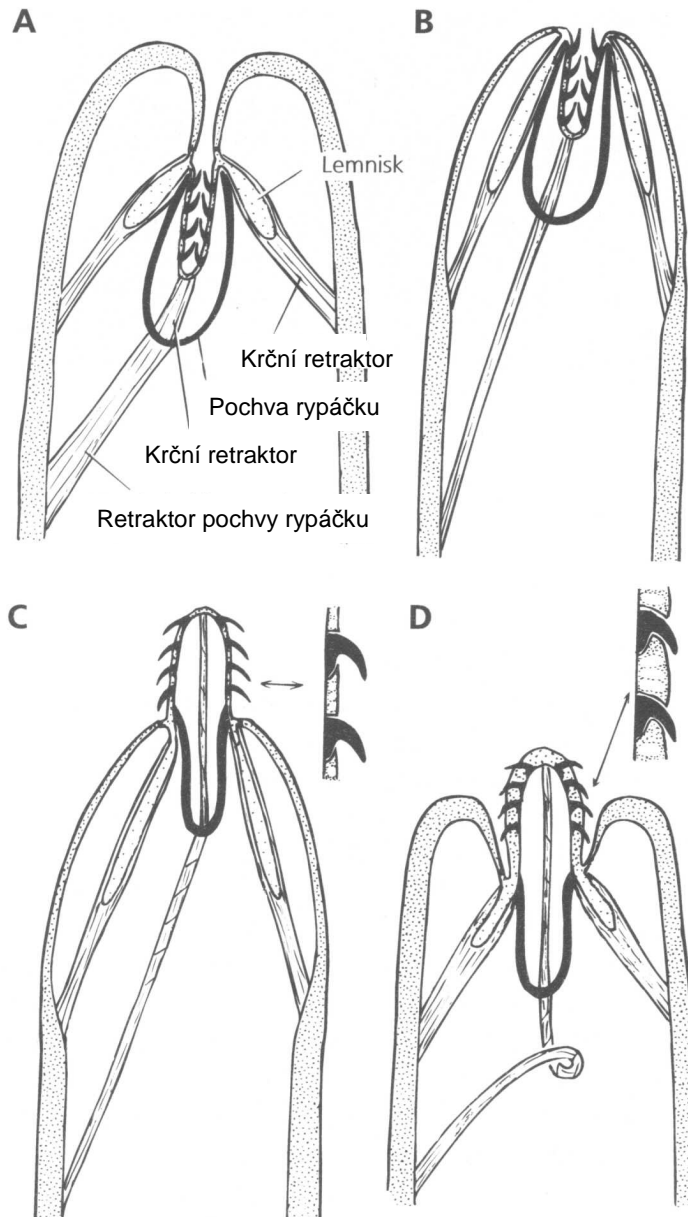 A
B
Lemnisk
Krční retraktor
Pochva rypáčku
Krční retraktor
Retraktor pochvy rypáčku
C
D